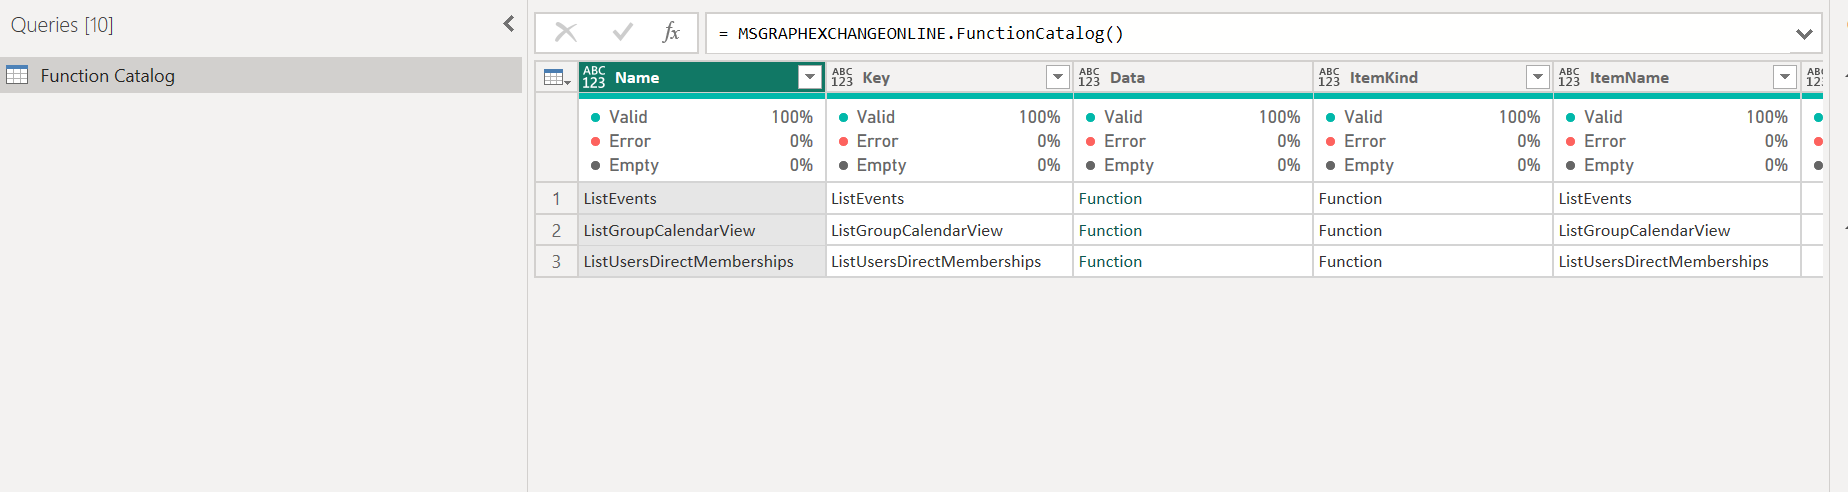 Queries [10]
Function Catalog
fx = MSGRAPHEXCHANGEONLINE.FunctionCatalog()
ABC 123 Name ABC 123 Key ABC 123 Data ABC 123 ItemKind ABC 123 ItemName
Valid 100% Valid 100% Valid 100% Valid 100% Valid 100%
Error 0% Error 0% Error 0% Error 0% Error 0%
Empty 0% Empty 0% Empty 0% Empty 0% Empty 0%
1 ListEvents ListEvents Function Function ListEvents
2 ListGroupCalendarView ListGroupCalendarView Function Function ListGroupCalendarView
3 ListUsersDirectMemberships ListUsersDirectMemberships Function Function ListUsersDirectMemberships